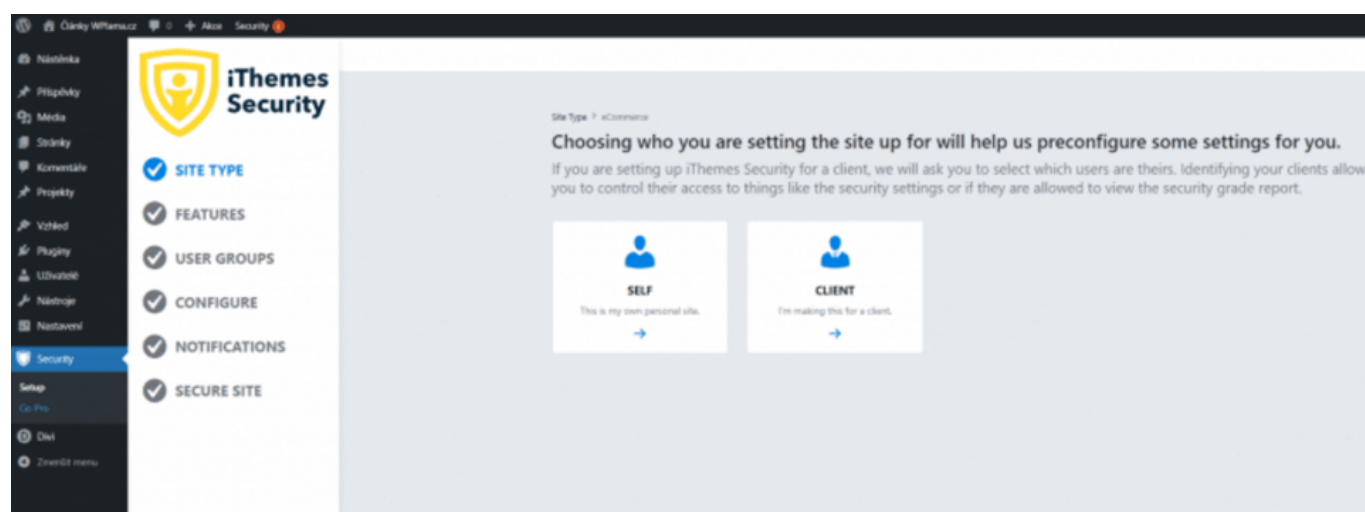 Články WPlama.cz 0 + Akce Security
Nástěnka
Příspěvky
Média
Stránky
Komentáře
Projekty
Vzhled
Pluginy
Uživatelé
Nástroje
Nastavení
Security
Setup
Go Pro
Divi
Zmenšit menu
iThemes
Security
SITE TYPE
FEATURES
USER GROUPS
CONFIGURE
NOTIFICATIONS
SECURE SITE
Site Type > eCommerce
Choosing who you are setting the site up for will help us preconfigure some settings for you.
If you are setting up iThemes Security for a client, we will ask you to select which users are theirs. Identifying your clients allow
you to control their access to things like the security settings or if they are allowed to view the security grade report.
SELF
This is my own personal site.
CLIENT
I'm making this for a client.